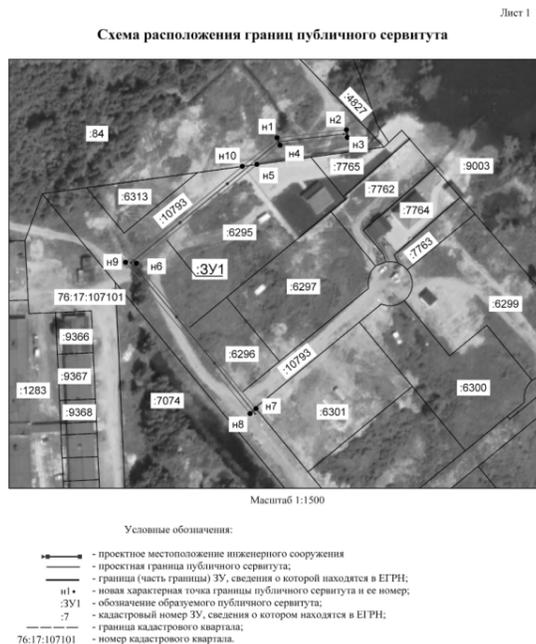 Лист 1
Схема расположения границ публичного сервитута
:4827
:84
н1
н2
н3
н4
н10
н5
:7765
:9003
:6313
:7762
:10793
:7764
:6295
:7763
н9
н6
:ЗУ1
:6297
76:17:107101
:6299
:9366
:6296
:10793
:9367
:1283
:6300
:7074
:9368
н7
н8
:6301
Масштаб 1:1500
Условные обозначения:
- проектное местоположение инженерного сооружения
- проектная граница публичного сервитута;
- граница (часть границы) ЗУ, сведения о которой находятся в ЕГРН;
н1 - новая характерная точка границы публичного сервитута и ее номер;
:ЗУ1 - обозначение образуемого публичного сервитута;
:7 - кадастровый номер ЗУ, сведения о котором находятся в ЕГРН;
- граница кадастрового квартала;
76:17:107101 - номер кадастрового квартала.